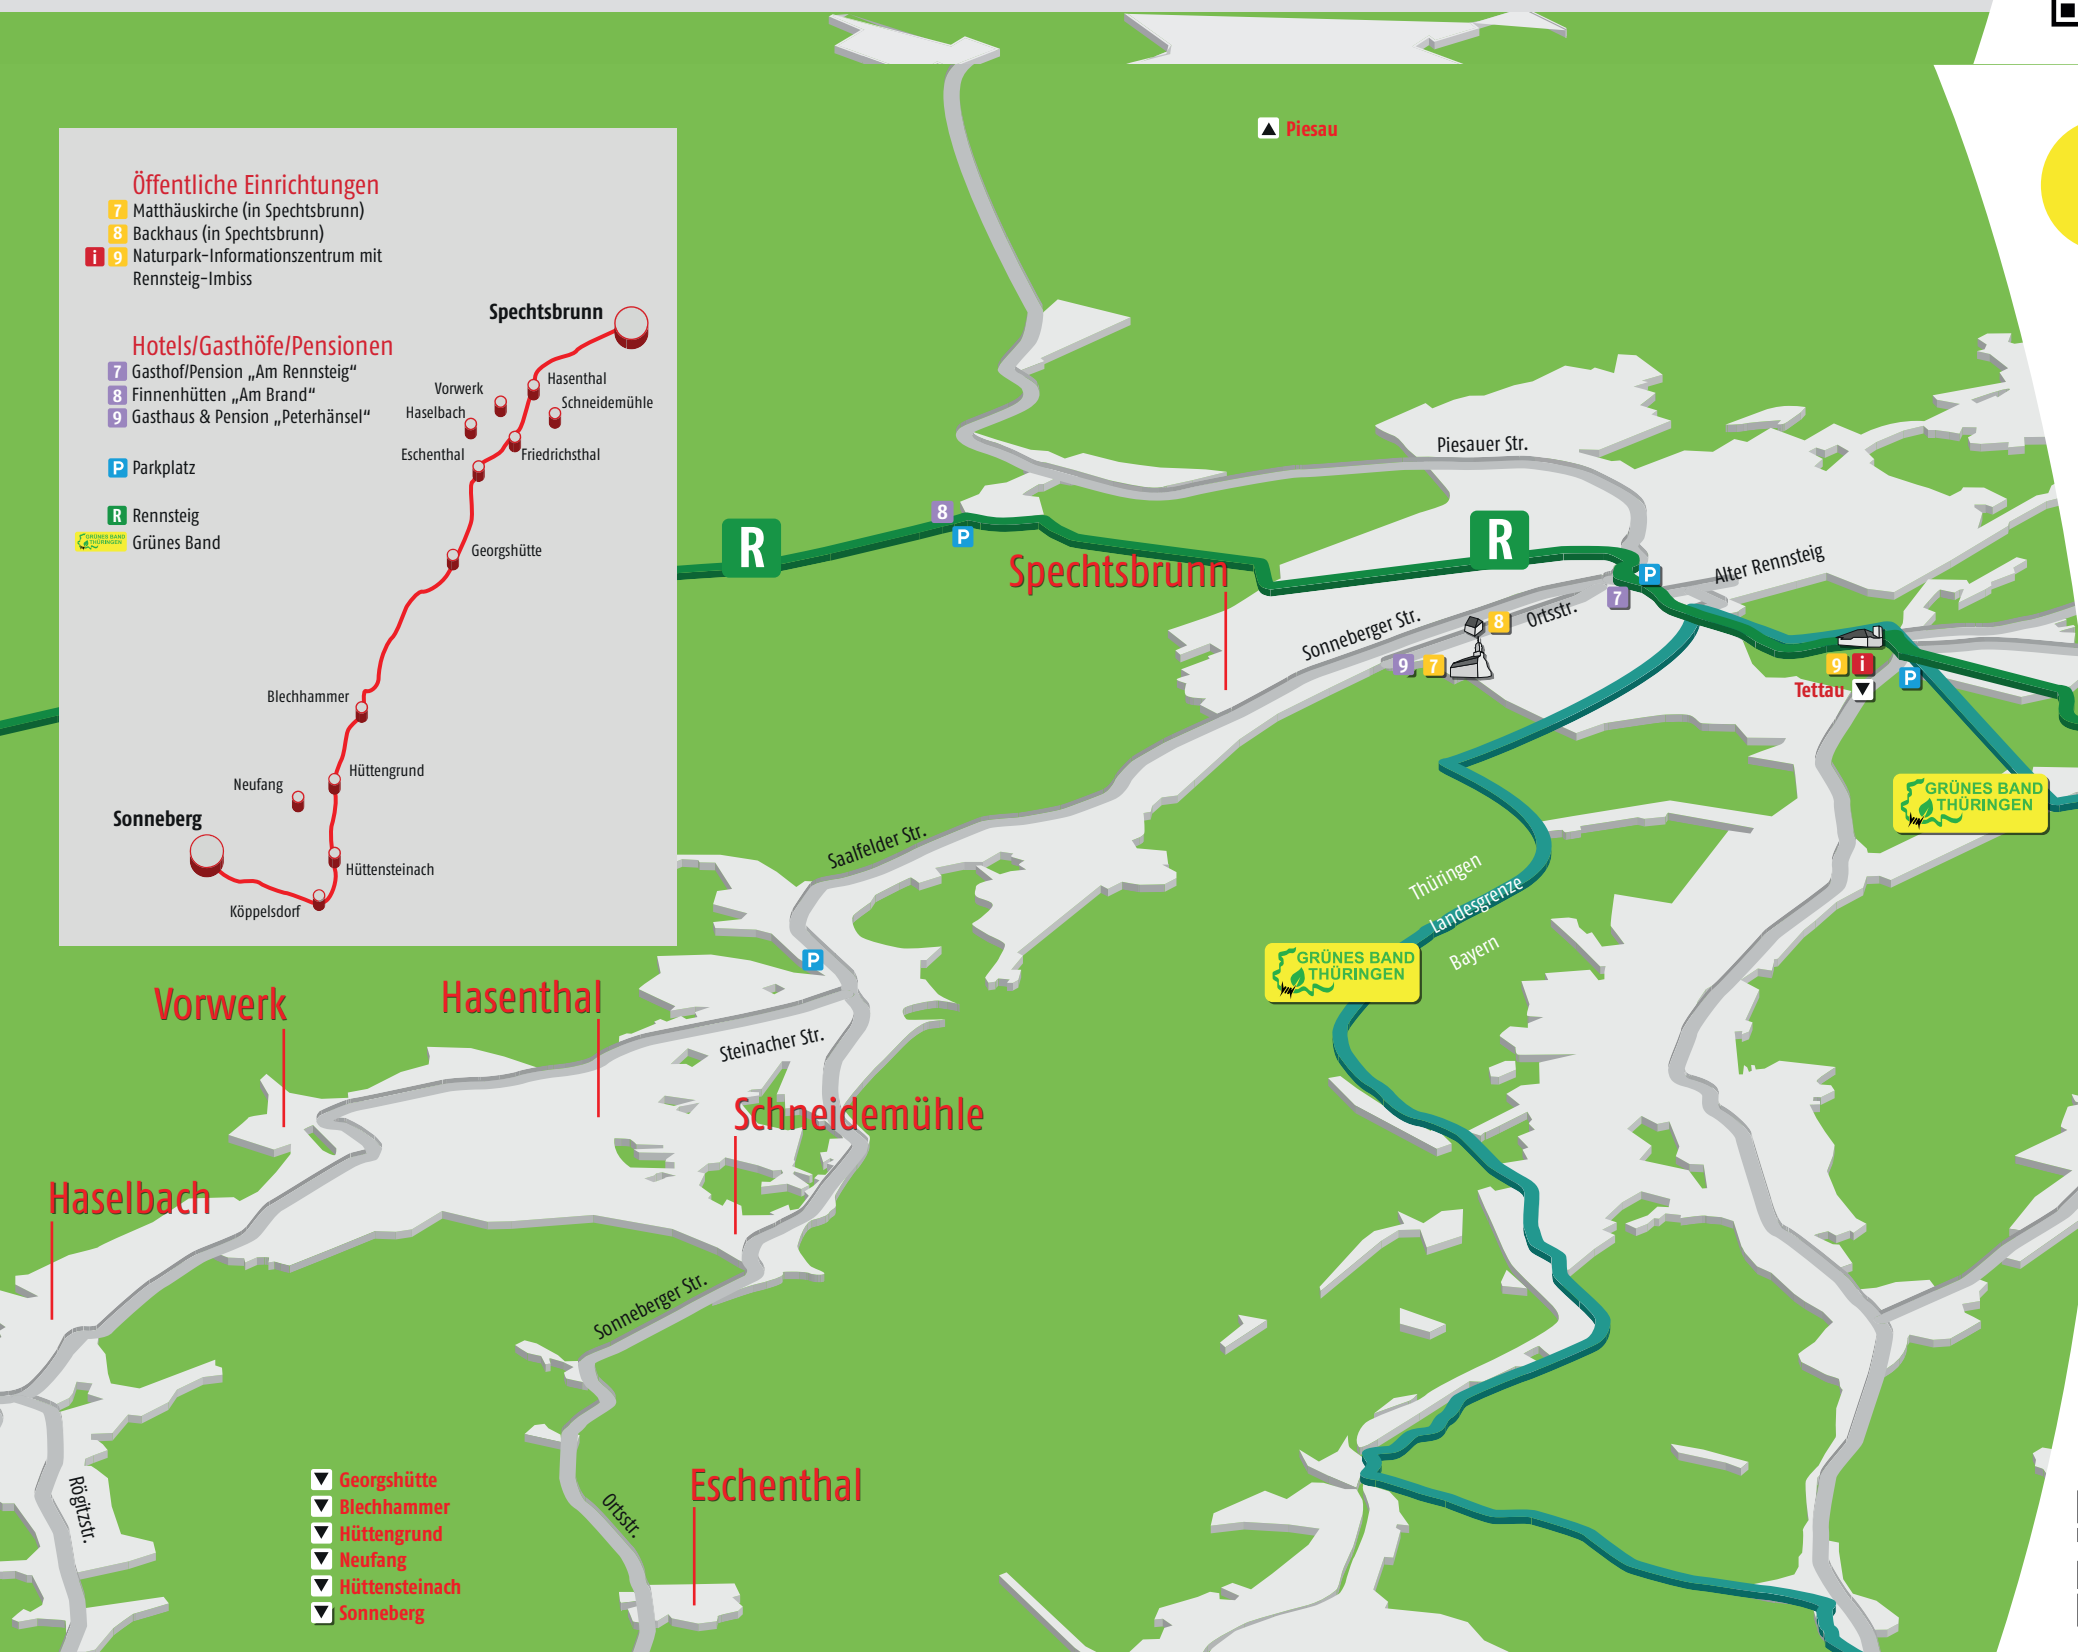 Öffentliche Einrichtungen
7 Matthäuskirche (in Spechtsbrunn)
8 Backhaus (in Spechtsbrunn)
i 9 Naturpark-Informationszentrum mit
Rennsteig-Imbiss
Hotels/Gasthöfe/Pensionen
7 Gasthof/Pension „Am Rennsteig“
8 Finnenhütten „Am Brand“
9 Gasthaus & Pension „Peterhänsel“
P Parkplatz
R Rennsteig
GRÜNES BAND
THÜRINGEN
Grünes Band
Spechtsbrunn
Hasenthal
Vorwerk
Schneidemühle
Haselbach
Eschenthal
Friedrichsthal
Georgshütte
Blechhammer
Hüttengrund
Neufang
Sonneberg
Hüttensteinach
Köppelsdorf
Piesau
Piesauer Str.
8
P
R
R
Spechtsbrunn
Alter Rennsteig
P
7
Sonneberger Str.
8
Ortsstr.
9 7
9 i
P
Tettau
GRÜNES BAND
THÜRINGEN
Saalfelder Str.
Thüringen
Landesgrenze
Bayern
GRÜNES BAND
THÜRINGEN
P
Vorwerk
Hasenthal
Steinacher Str.
Schneidemühle
Haselbach
Sonneberger Str.
Rögitzstr.
Ortsstr.
Eschenthal
Georgshütte
Blechhammer
Hüttengrund
Neufang
Hüttensteinach
Sonneberg